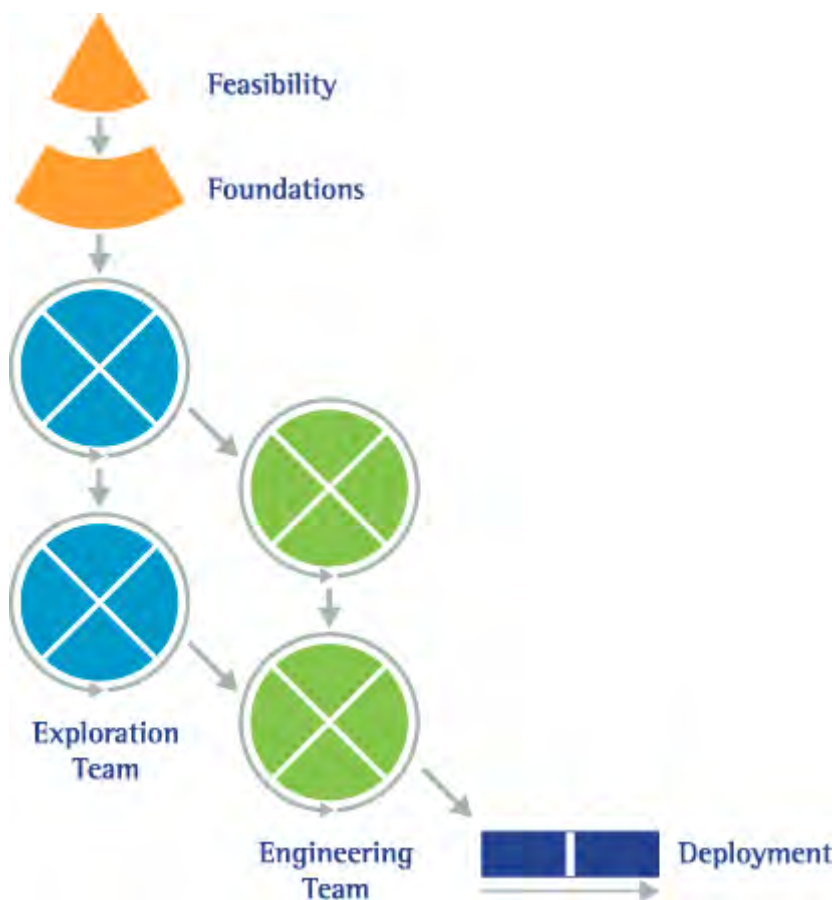 Feasibility
Foundations
Exploration
Team
Engineering
Team
Deployment